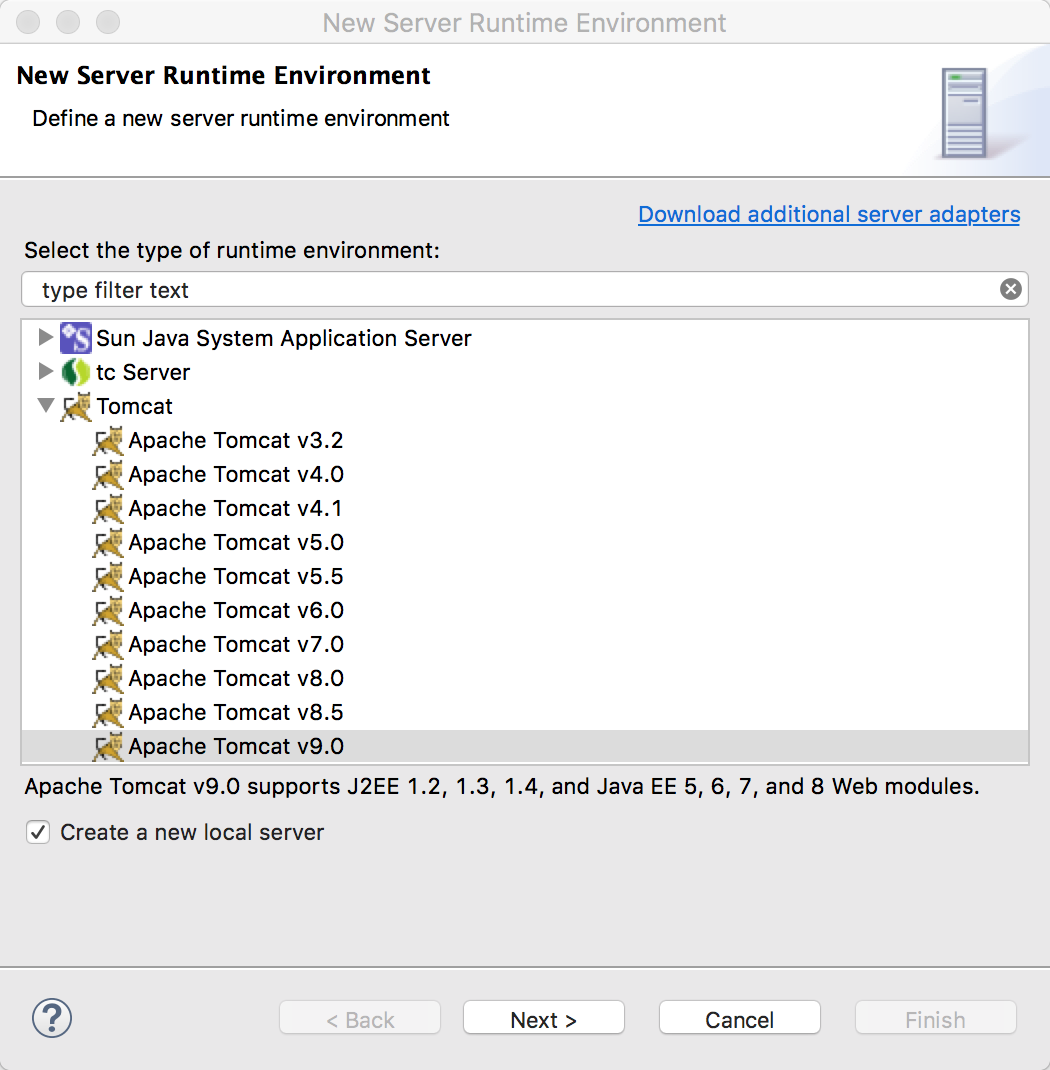 New Server Runtime Environment
New Server Runtime Environment
Define a new server runtime environment
Download additional server adapters
Select the type of runtime environment:
type filter text
Sun Java System Application Server
tc Server
Tomcat
Apache Tomcat v3.2
Apache Tomcat v4.0
Apache Tomcat v4.1
Apache Tomcat v5.0
Apache Tomcat v5.5
Apache Tomcat v6.0
Apache Tomcat v7.0
Apache Tomcat v8.0
Apache Tomcat v8.5
Apache Tomcat v9.0
Apache Tomcat v9.0 supports J2EE 1.2, 1.3, 1.4, and Java EE 5, 6, 7, and 8 Web modules.
Create a new local server
? < Back Next > Cancel Finish